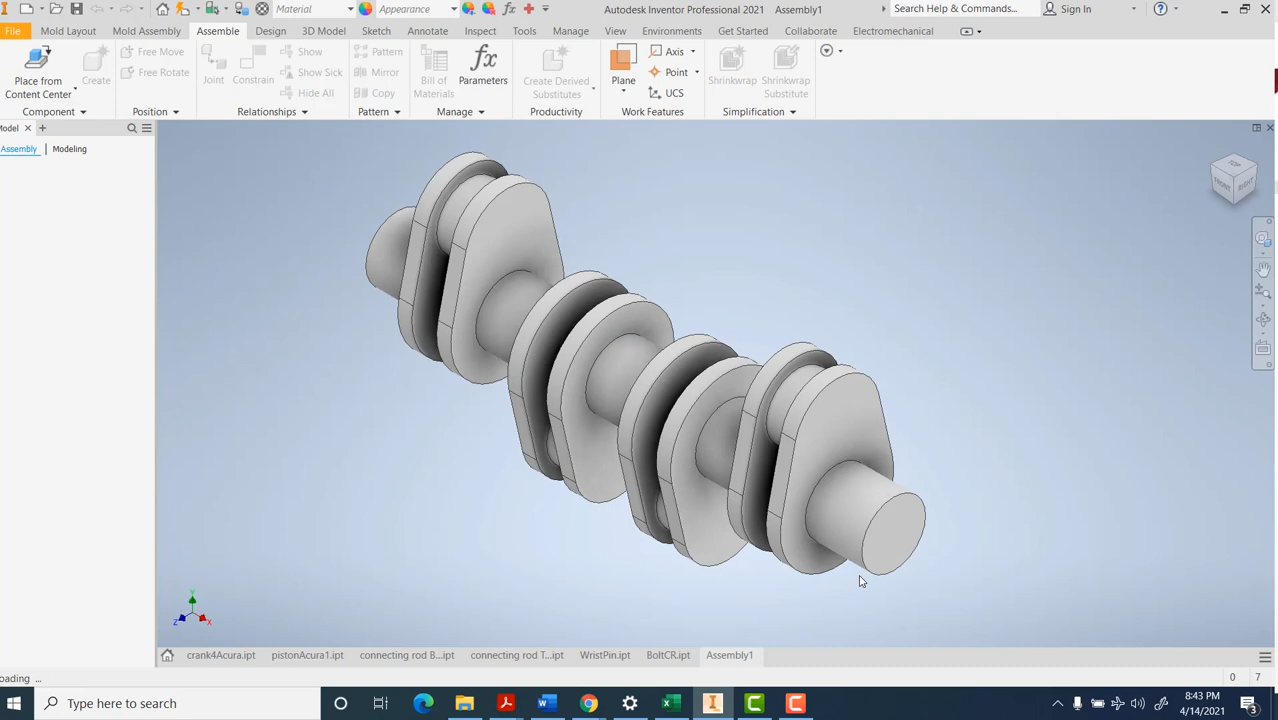 Material
Appearance
Autodesk Inventor Professional 2021 Assembly1
Search Help & Commands...
Sign In
File Mold Layout Mold Assembly Assemble Design 3D Model Sketch Annotate Inspect Tools Manage View Environments Get Started Collaborate Electromechanical
Place from
Content Center
Create
Free Move
Free Rotate
Joint
Constrain
Show
Show Sick
Hide All
Pattern
Mirror
Copy
Bill of
Materials
Parameters
Create Derived
Substitutes
Plane
Axis
Point
UCS
Shrinkwrap
Shrinkwrap
Substitute
Component Position Relationships Pattern Manage Productivity Work Features Simplification
Model
Assembly Modeling
TOP
FRONT
RIGHT
Y
Z
X
crank4Acura.ipt pistonAcura1.ipt connecting rod B...ipt connecting rod T...ipt WristPin.ipt BoltCR.ipt Assembly1
oading ... 0 7
Type here to search
8:43 PM
4/14/2021
3